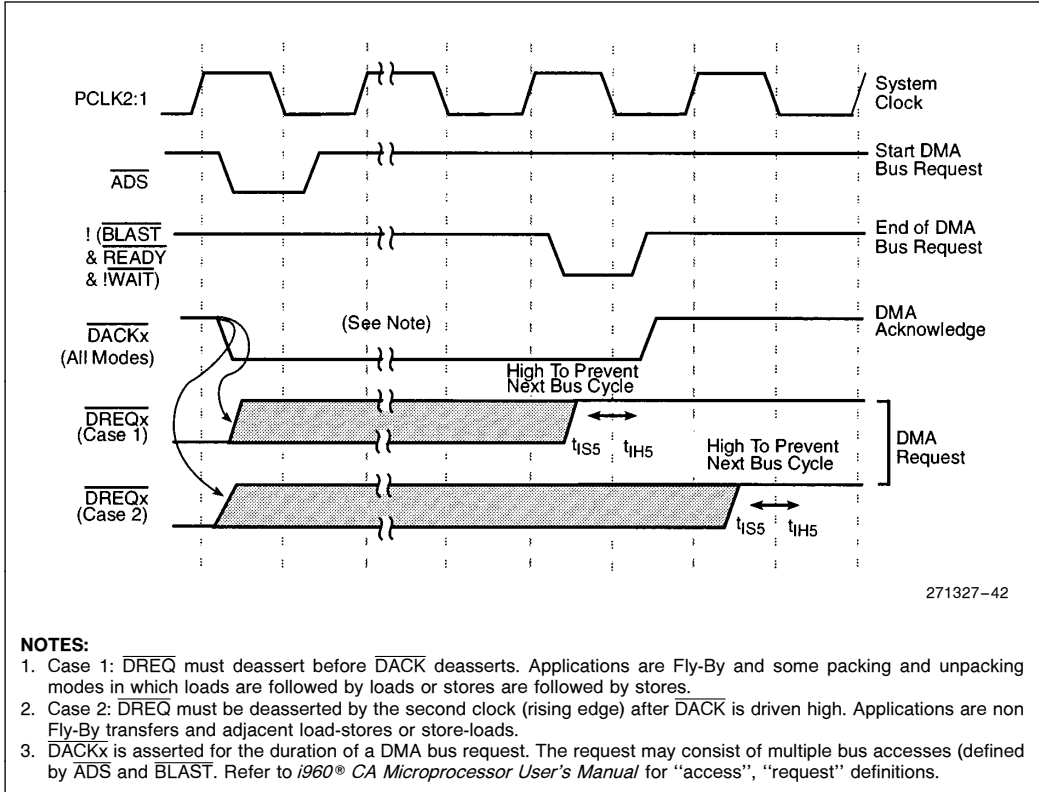 PCLK2:1
System
Clock
ADS
Start DMA
Bus Request
! (BLAST
& READY
& !WAIT)
End of DMA
Bus Request
DACKx
(All Modes)
(See Note)
DMA
Acknowledge
High To Prevent
Next Bus Cycle
DREQx
(Case 1)
tIS5
tIH5
High To Prevent
Next Bus Cycle
DMA
Request
DREQx
(Case 2)
tIS5
tIH5
271327–42
NOTES:
1. Case 1: DREQ must deassert before DACK deasserts. Applications are Fly-By and some packing and unpacking
modes in which loads are followed by loads or stores are followed by stores.
2. Case 2: DREQ must be deasserted by the second clock (rising edge) after DACK is driven high. Applications are non
Fly-By transfers and adjacent load-stores or store-loads.
3. DACKx is asserted for the duration of a DMA bus request. The request may consist of multiple bus accesses (defined
by ADS and BLAST. Refer to i960® CA Microprocessor User's Manual for ''access'', ''request'' definitions.